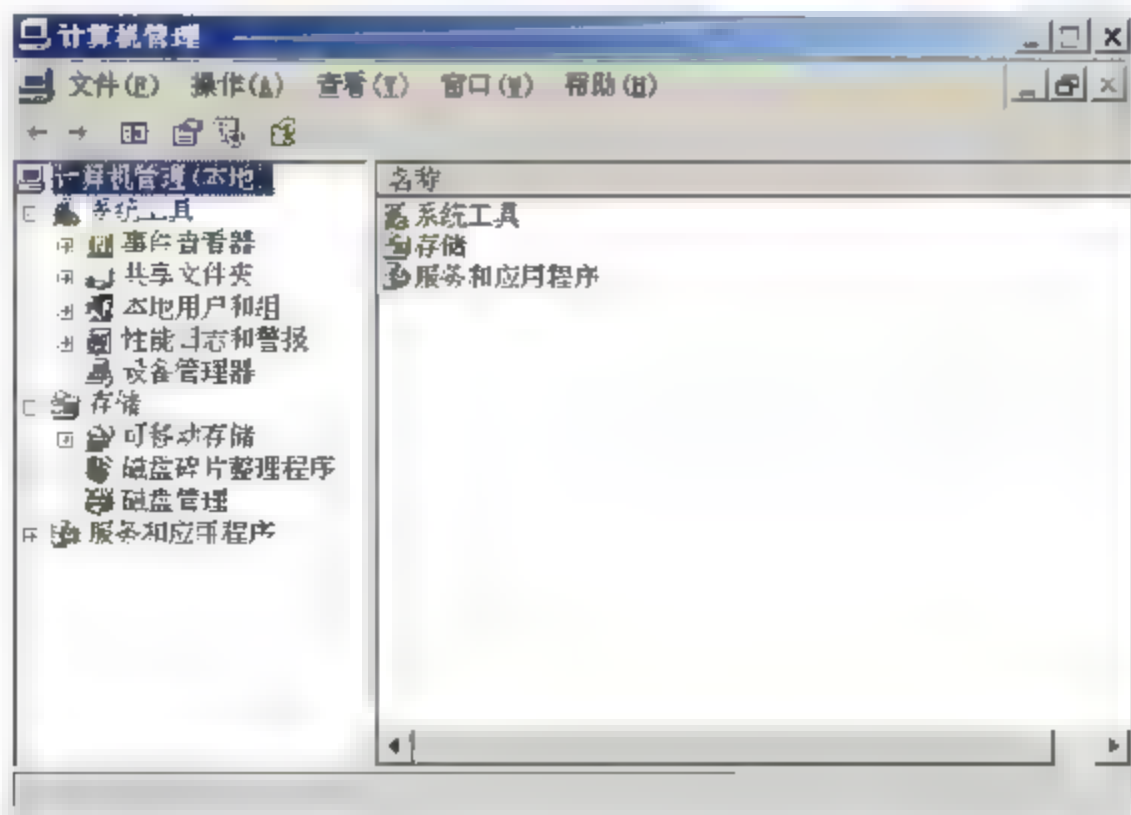 计算机管理
文件(F) 操作(A) 查看(V) 窗口(W) 帮助(H)
计算机管理(本地
名称
系统工具
事件查看器
共享文件夹
本地用户和组
性能日志和警报
设备管理器
存储
可移动存储
磁盘碎片整理程序
磁盘管理
服务和应用程序
系统工具
存储
服务和应用程序